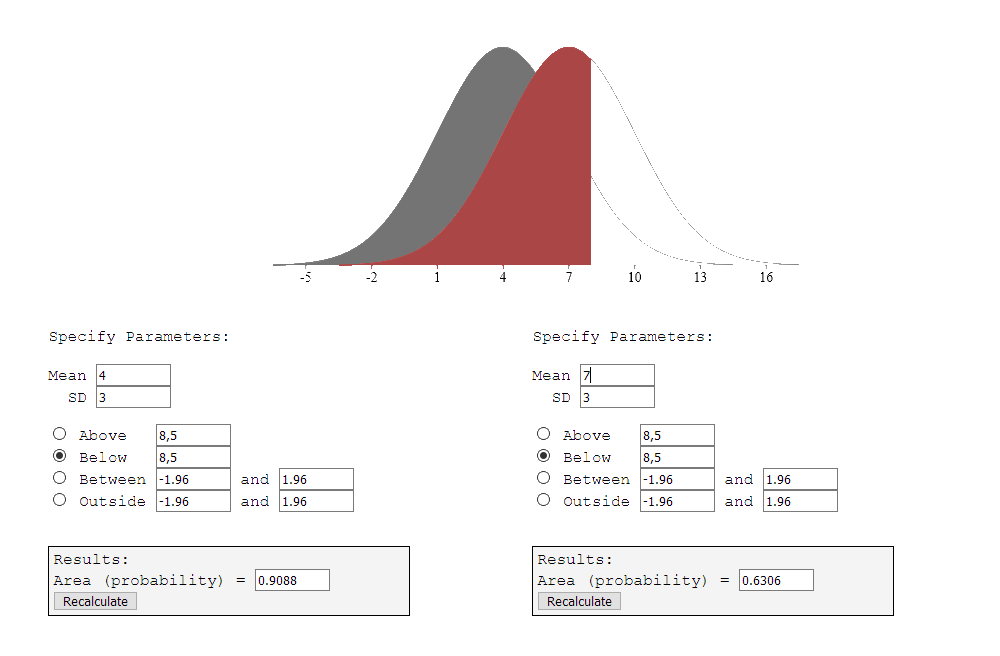 -5 -2 1 4 7 10 13 16
Specify Parameters:
Mean 4
SD 3
Above 8,5
Below 8,5
Between -1.96 and 1.96
Outside -1.96 and 1.96
Results:
Area (probability) = 0.9088
Recalculate
Specify Parameters:
Mean 7
SD 3
Above 8,5
Below 8,5
Between -1.96 and 1.96
Outside -1.96 and 1.96
Results:
Area (probability) = 0.6306
Recalculate